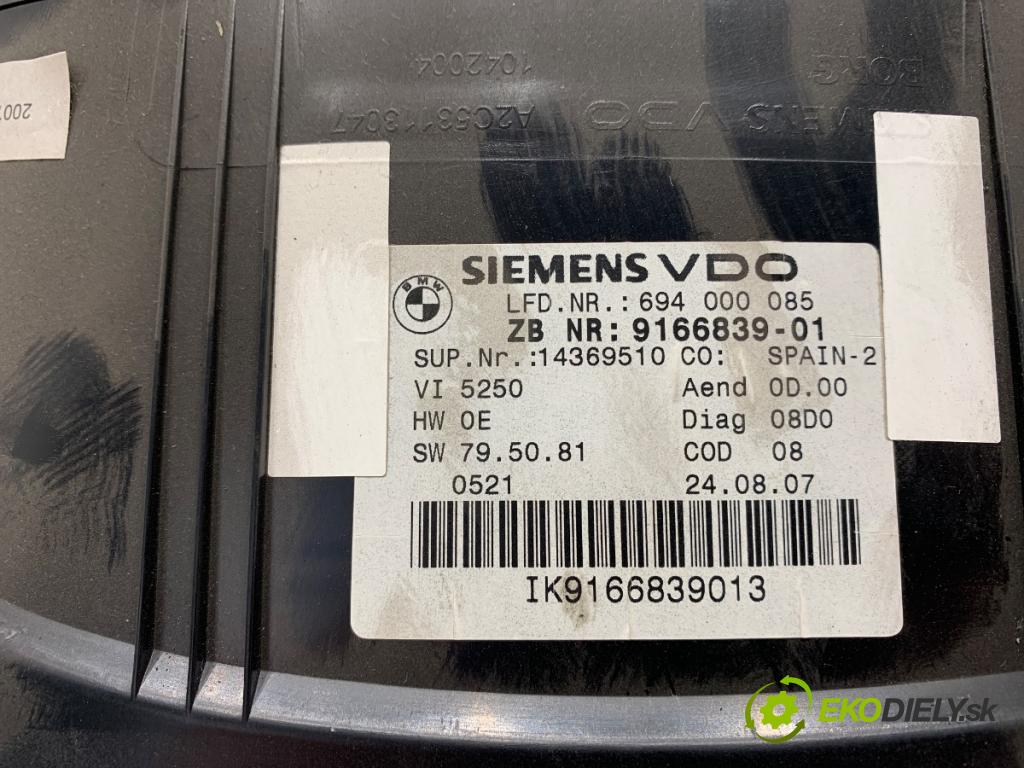 1042004
A2C53113047
SIEMENS VDO
BORG
200
SIEMENS VDO
BMW
LFD.NR.:694 000 085
ZB NR:9166839-01
SUP.Nr.:14369510 CO: SPAIN-2
VI 5250 Aend 0D.00
HW 0E Diag 08D0
SW 79.50.81 COD 08
0521 24.08.07
IK9166839013
EKODIELY.sk